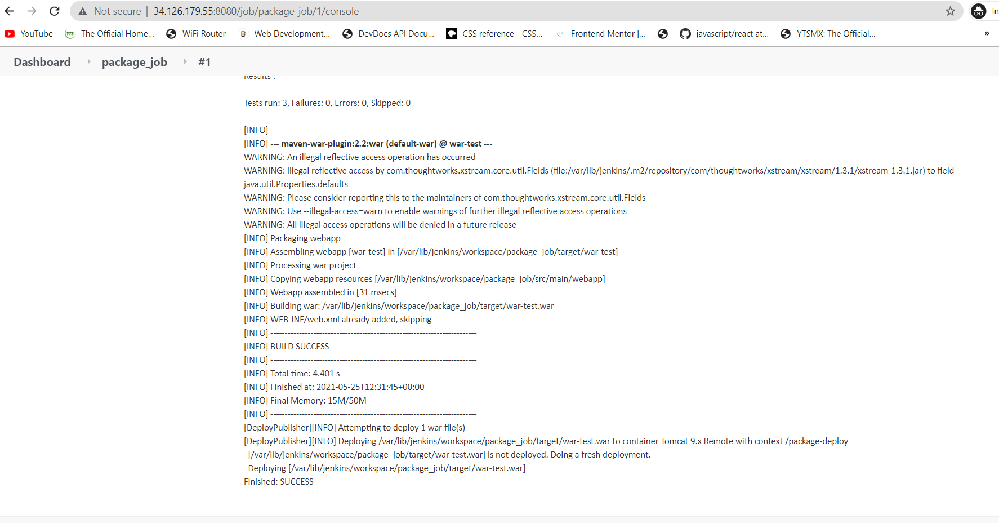 Not secure | 34.126.179.55:8080/job/package_job/1/console In
YouTube YTS The Official Home... WiFi Router Web Development... DevDocs API Docu... CSS reference - CSS... Frontend Mentor |... javascript/react at... YTSMX: The Official... »
Dashboard package_job #1
Results :
Tests run: 3, Failures: 0, Errors: 0, Skipped: 0
[INFO]
[INFO] --- maven-war-plugin:2.2:war (default-war) @ war-test ---
WARNING: An illegal reflective access operation has occurred
WARNING: Illegal reflective access by com.thoughtworks.xstream.core.util.Fields (file:/var/lib/jenkins/.m2/repository/com/thoughtworks/xstream/xstream/1.3.1/xstream-1.3.1.jar) to field
java.util.Properties.defaults
WARNING: Please consider reporting this to the maintainers of com.thoughtworks.xstream.core.util.Fields
WARNING: Use --illegal-access=warn to enable warnings of further illegal reflective access operations
WARNING: All illegal access operations will be denied in a future release
[INFO] Packaging webapp
[INFO] Assembling webapp [war-test] in [/var/lib/jenkins/workspace/package_job/target/war-test]
[INFO] Processing war project
[INFO] Copying webapp resources [/var/lib/jenkins/workspace/package_job/src/main/webapp]
[INFO] Webapp assembled in [31 msecs]
[INFO] Building war: /var/lib/jenkins/workspace/package_job/target/war-test.war
[INFO] WEB-INF/web.xml already added, skipping
[INFO] ------------------------------------------------------------------------
[INFO] BUILD SUCCESS
[INFO] ------------------------------------------------------------------------
[INFO] Total time: 4.401 s
[INFO] Finished at: 2021-05-25T12:31:45+00:00
[INFO] Final Memory: 15M/50M
[INFO] ------------------------------------------------------------------------
[DeployPublisher][INFO] Attempting to deploy 1 war file(s)
[DeployPublisher][INFO] Deploying /var/lib/jenkins/workspace/package_job/target/war-test.war to container Tomcat 9.x Remote with context /package-deploy
[/var/lib/jenkins/workspace/package_job/target/war-test.war] is not deployed. Doing a fresh deployment.
Deploying [/var/lib/jenkins/workspace/package_job/target/war-test.war]
Finished: SUCCESS